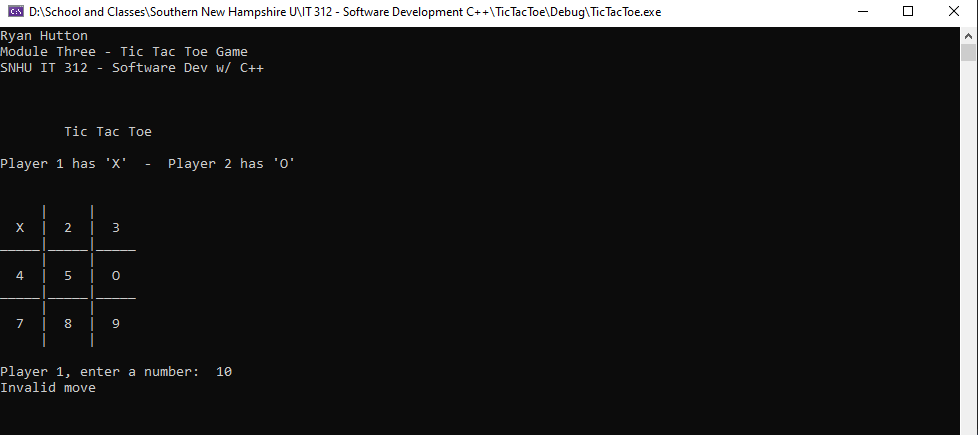 D:\School and Classes\Southern New Hampshire U\IT 312 - Software Development C++\TicTacToe\Debug\TicTacToe.exe
Ryan Hutton
Module Three - Tic Tac Toe Game
SNHU IT 312 - Software Dev w/ C++
Tic Tac Toe
Player 1 has 'X'  -  Player 2 has 'O'
     |     |
  X  |  2  |  3
_____|_____|_____
     |     |
  4  |  5  |  O
_____|_____|_____
     |     |
  7  |  8  |  9
     |     |
Player 1, enter a number:  10
Invalid move